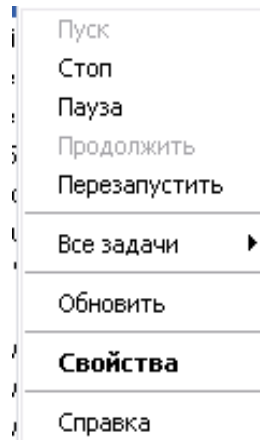 Пуск
Стоп
Пауза
Продолжить
Перезапустить
Все задачи
Обновить
Свойства
Справка